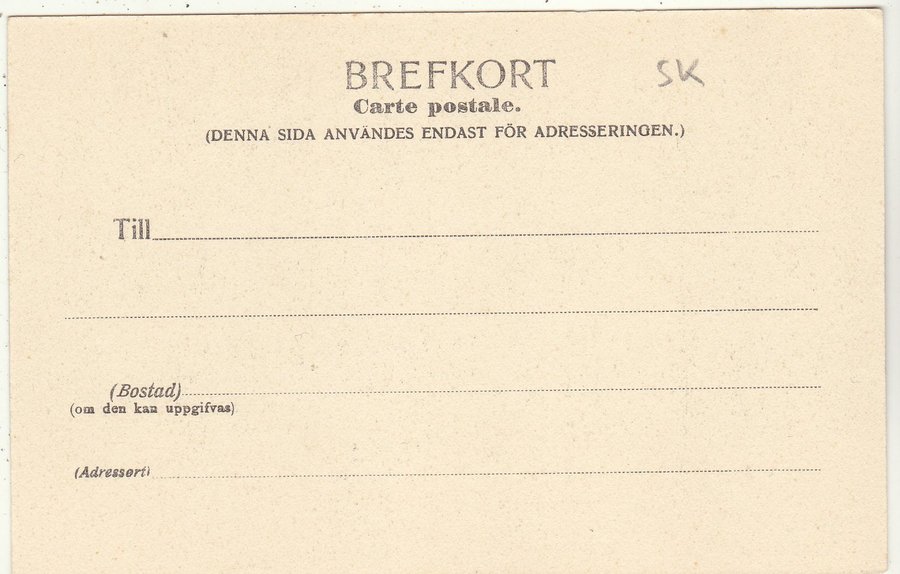 BREFKORT
SK
Carte postale.
(DENNA SIDA ANVÄNDES ENDAST FÖR ADRESSERINGEN.)
Till
(Bostad)
(om den kan uppgifvas)
(Adressort)